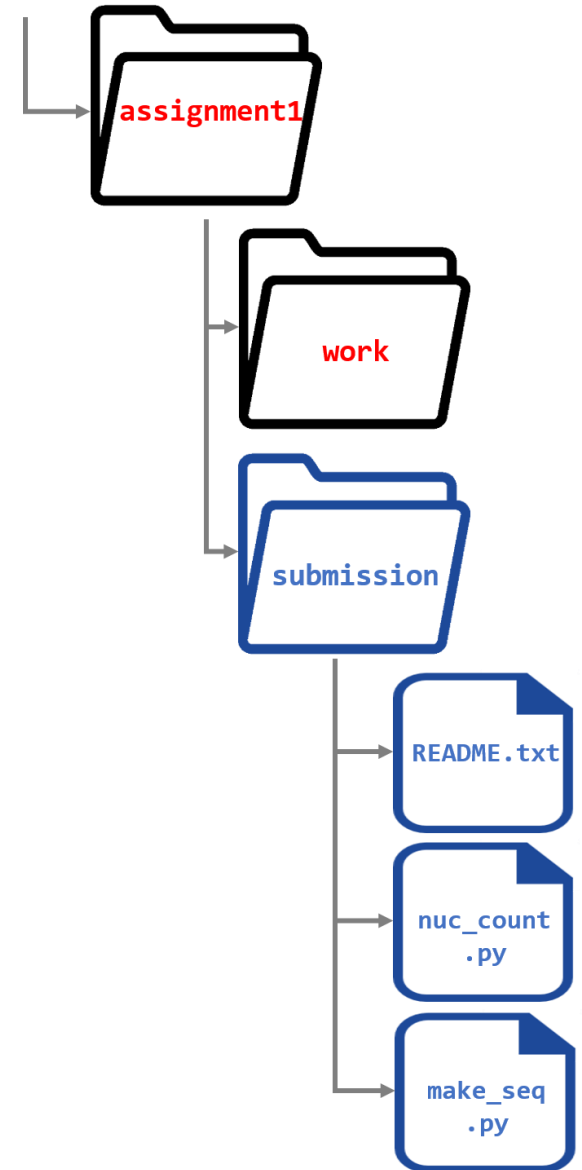 assignment1
work
submission
README.txt
nuc_count
.py
make_seq
.py